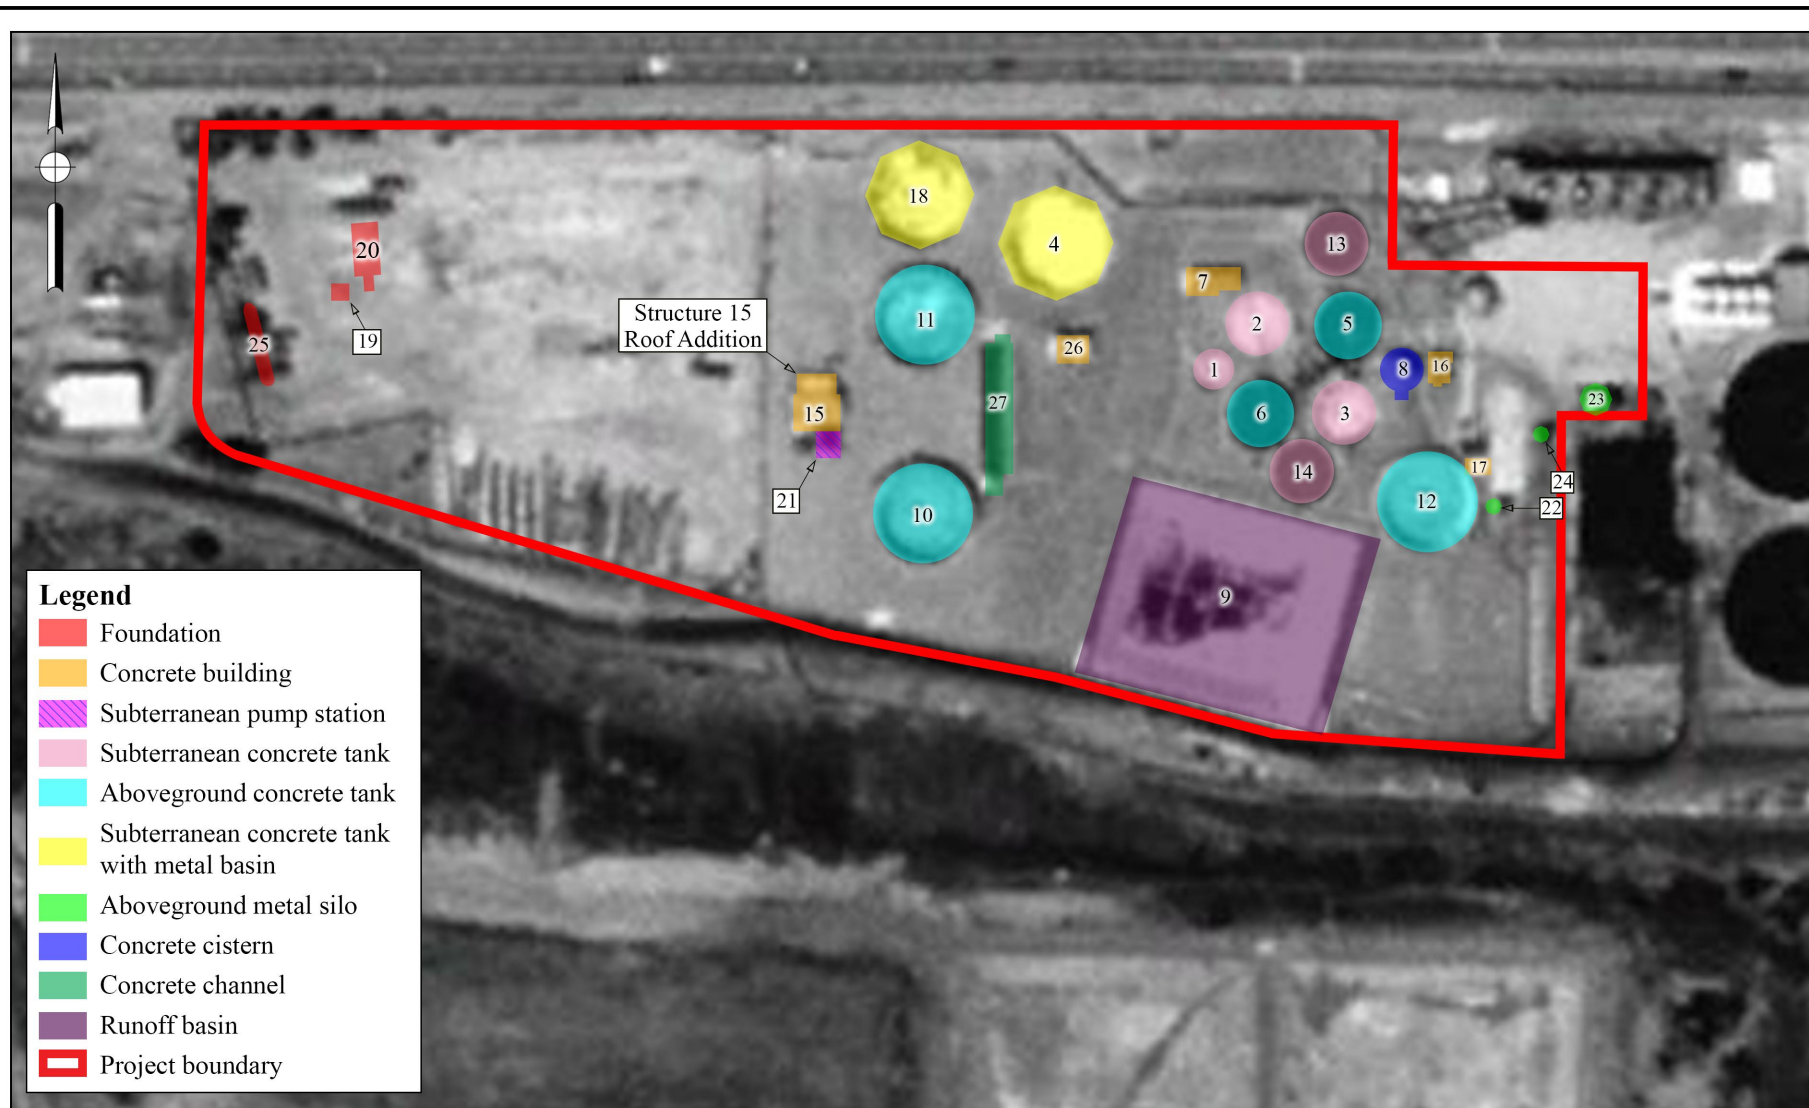 18
4
13
20
7
11
2
5
19
25
Structure 15
Roof Addition
26
1
8
16
27
15
6
3
23
14
17
21
10
12
24
22
9
Legend
Foundation
Concrete building
Subterranean pump station
Subterranean concrete tank
Aboveground concrete tank
Subterranean concrete tank
with metal basin
Aboveground metal silo
Concrete cistern
Concrete channel
Runoff basin
Project boundary